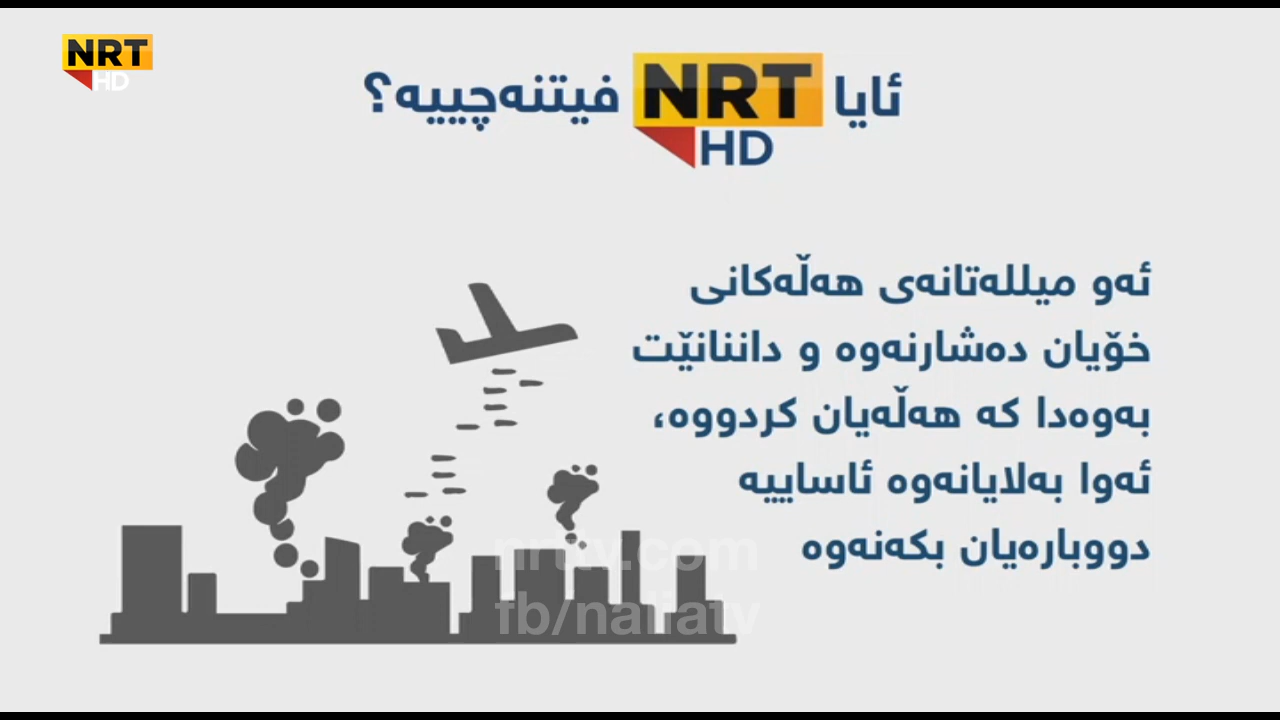 NRT
HD
ئایا NRT HD فیتنەچییە؟
ئەو میللەتانەی هەڵەکانی
خۆیان دەشارنەوە و داننانێت
بەوەدا کە هەڵەیان کردووە،
ئەوا بەلایانەوە ئاساییە
دووبارەیان بکەنەوە
nrttv.com
fb/naliatv